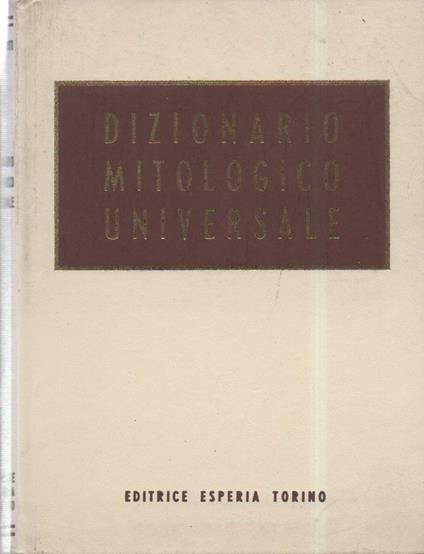 DIZIONARIO
MITOLOGICO
UNIVERSALE
EDITRICE ESPERIA TORINO